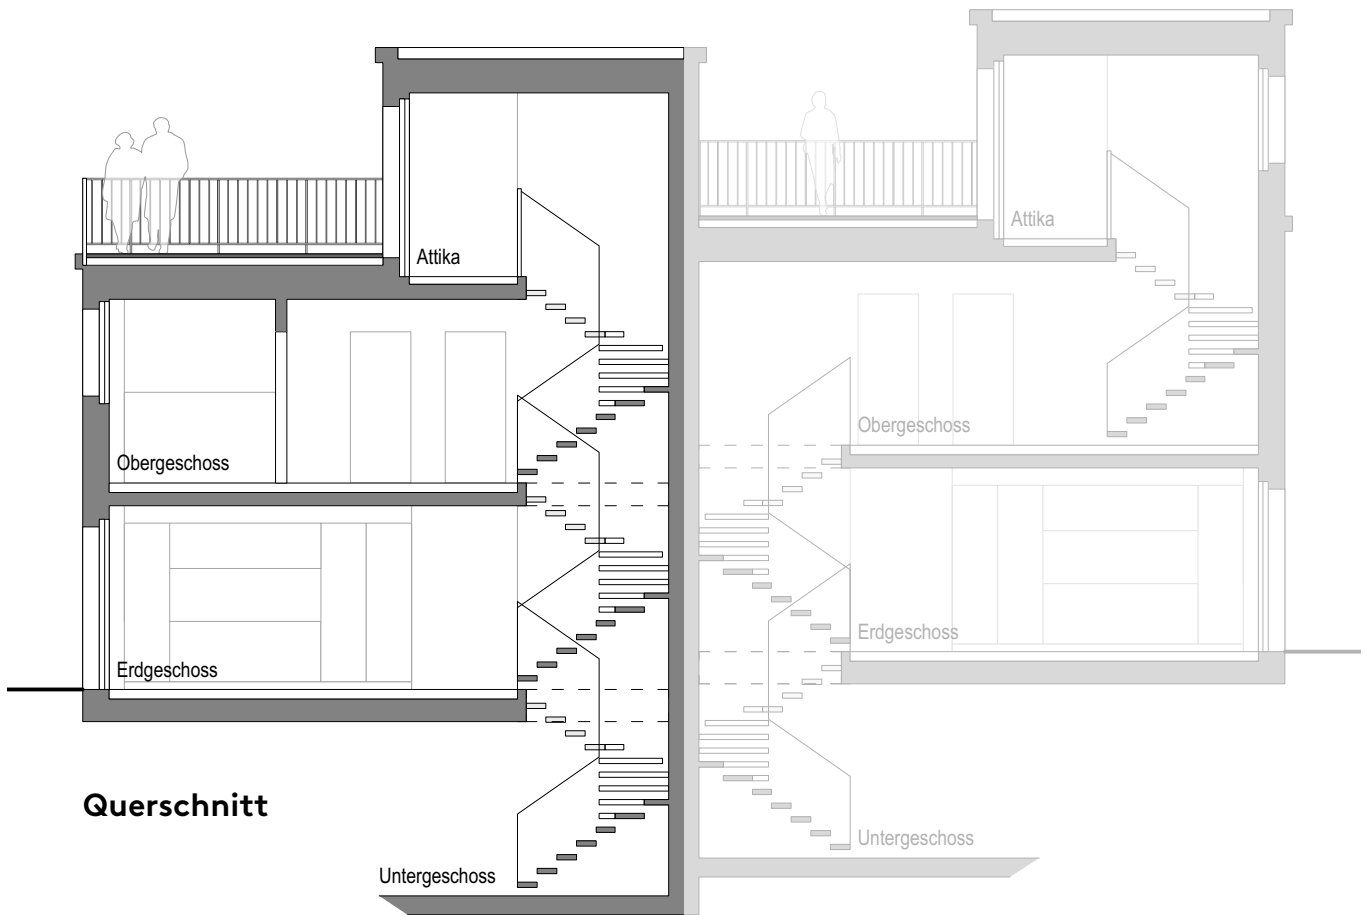 Attika
Obergeschoss
Erdgeschoss
Untergeschoss
Attika
Obergeschoss
Erdgeschoss
Untergeschoss
Querschnitt